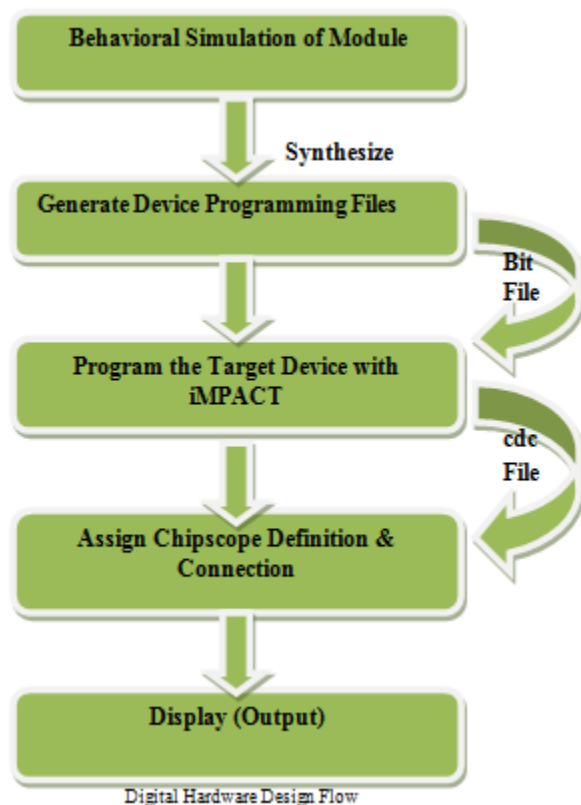 Behavioral Simulation of Module
Synthesize
Generate Device Programming Files
Bit
File
Program the Target Device with
iMPACT
cdc
File
Assign Chipscope Definition &
Connection
Display (Output)
Digital Hardware Design Flow